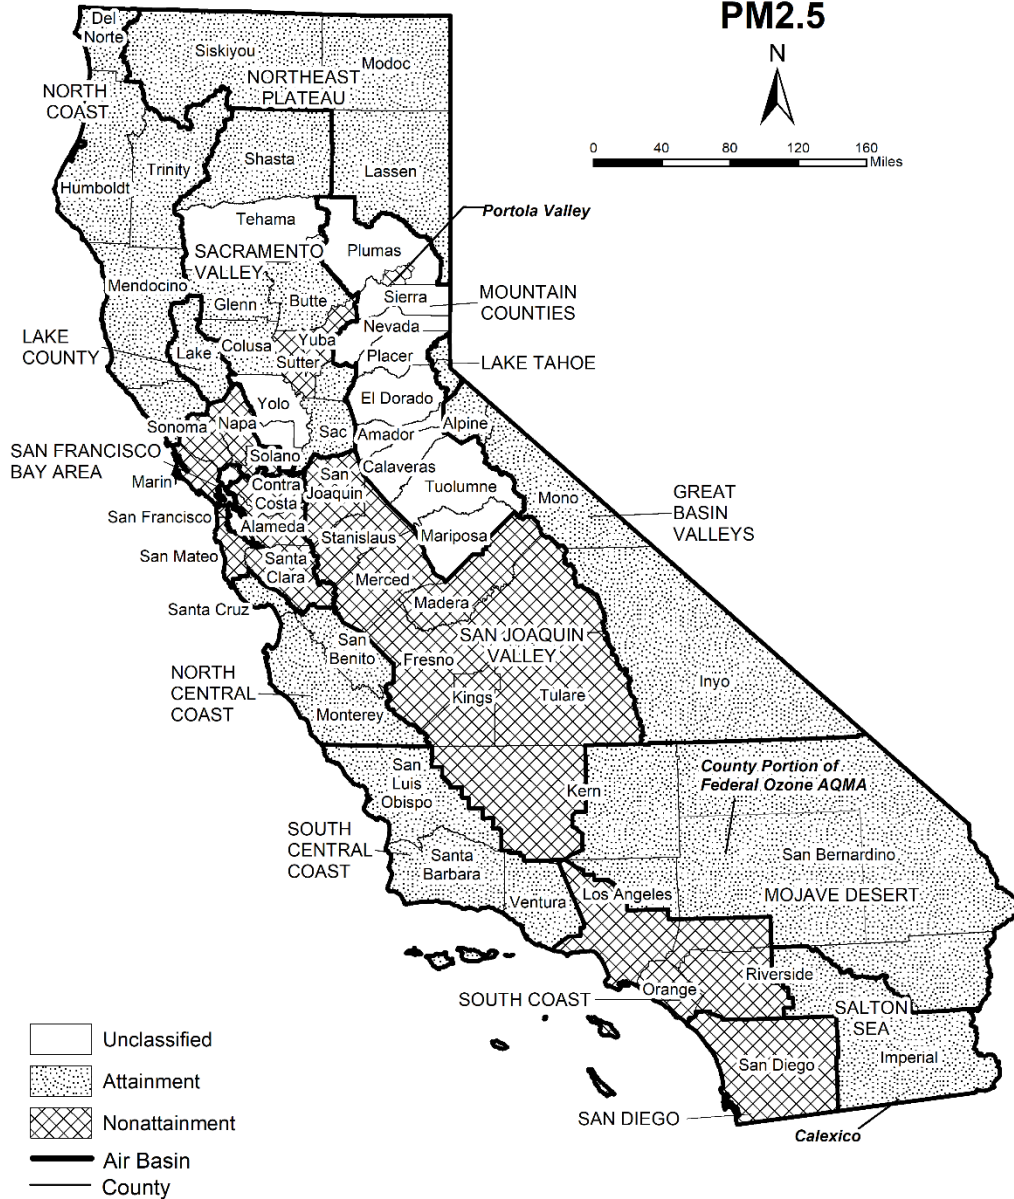 PM2.5
N
0 40 80 120 160
Miles
Del
Norte
Siskiyou
Modoc
NORTHEAST
PLATEAU
NORTH
COAST
Shasta
Trinity
Lassen
Humboldt
Portola Valley
Tehama
Plumas
SACRAMENTO
VALLEY
Mendocino
Glenn
Butte
Sierra
MOUNTAIN
COUNTIES
Nevada
LAKE
COUNTY
Lake
Colusa
Yuba
Sutter
Placer
LAKE TAHOE
Yolo
El Dorado
Sonoma
Napa
Sac
Amador
Alpine
SAN FRANCISCO
BAY AREA
Solano
Calaveras
Marin
Contra
Costa
San
Joaquin
Tuolumne
Mono
GREAT
BASIN
VALLEYS
San Francisco
Alameda
Stanislaus
Mariposa
San Mateo
Santa
Clara
Merced
Santa Cruz
Madera
San
Benito
SAN JOAQUIN
VALLEY
Fresno
NORTH
CENTRAL
COAST
Kings
Tulare
Inyo
Monterey
San
Luis
Obispo
Kern
County Portion of
Federal Ozone AQMA
SOUTH
CENTRAL
COAST
Santa
Barbara
San Bernardino
Ventura
Los Angeles
MOJAVE DESERT
Riverside
Orange
SOUTH COAST
SALTON
SEA
San Diego
Imperial
SAN DIEGO
Calexico
Unclassified
Attainment
Nonattainment
Air Basin
County